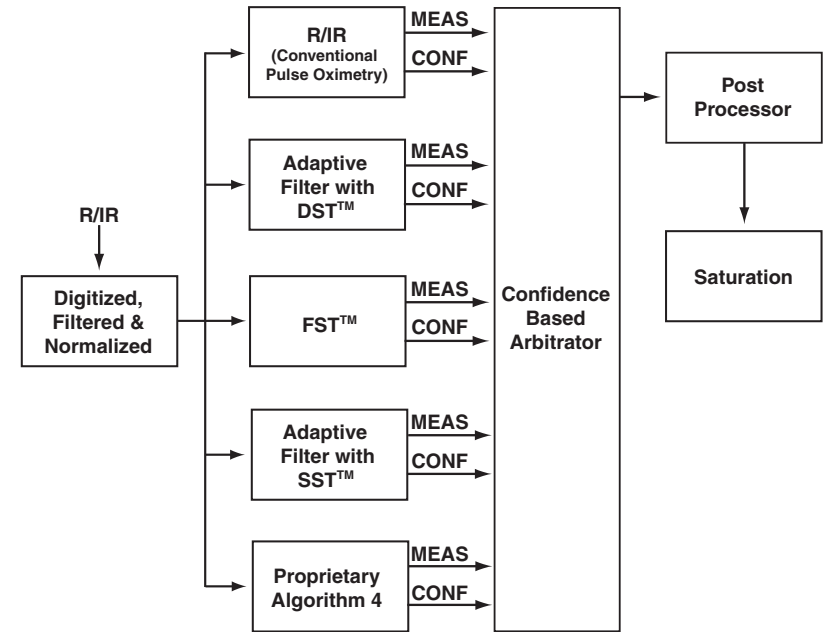 R/IR
Digitized,
Filtered &
Normalized
R/IR
(Conventional
Pulse Oximetry)
MEAS
CONF
Adaptive
Filter with
DST™
MEAS
CONF
FST™
MEAS
CONF
Adaptive
Filter with
SST™
MEAS
CONF
Proprietary
Algorithm 4
MEAS
CONF
Confidence
Based
Arbitrator
Post
Processor
Saturation